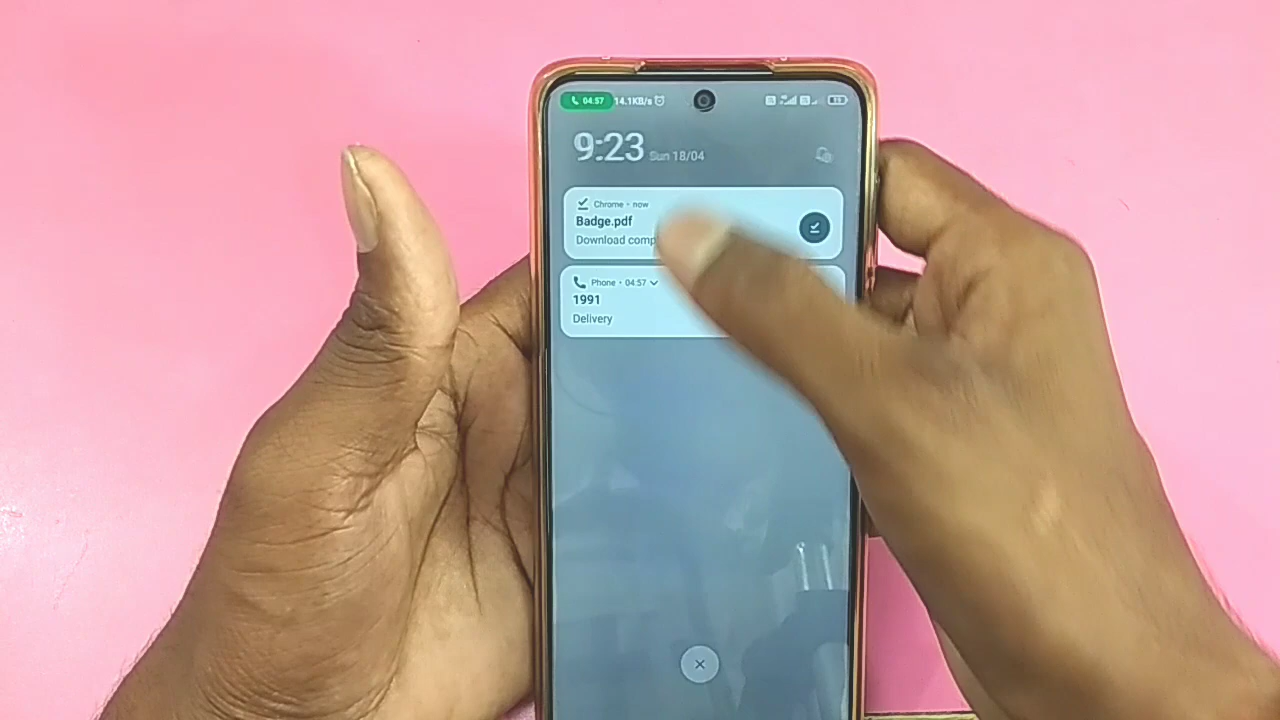 04:57 14.1KB/s
9:23 Sun 18/04
Chrome • now
Badge.pdf
Download comp
Phone • 04:57
1991
Delivery